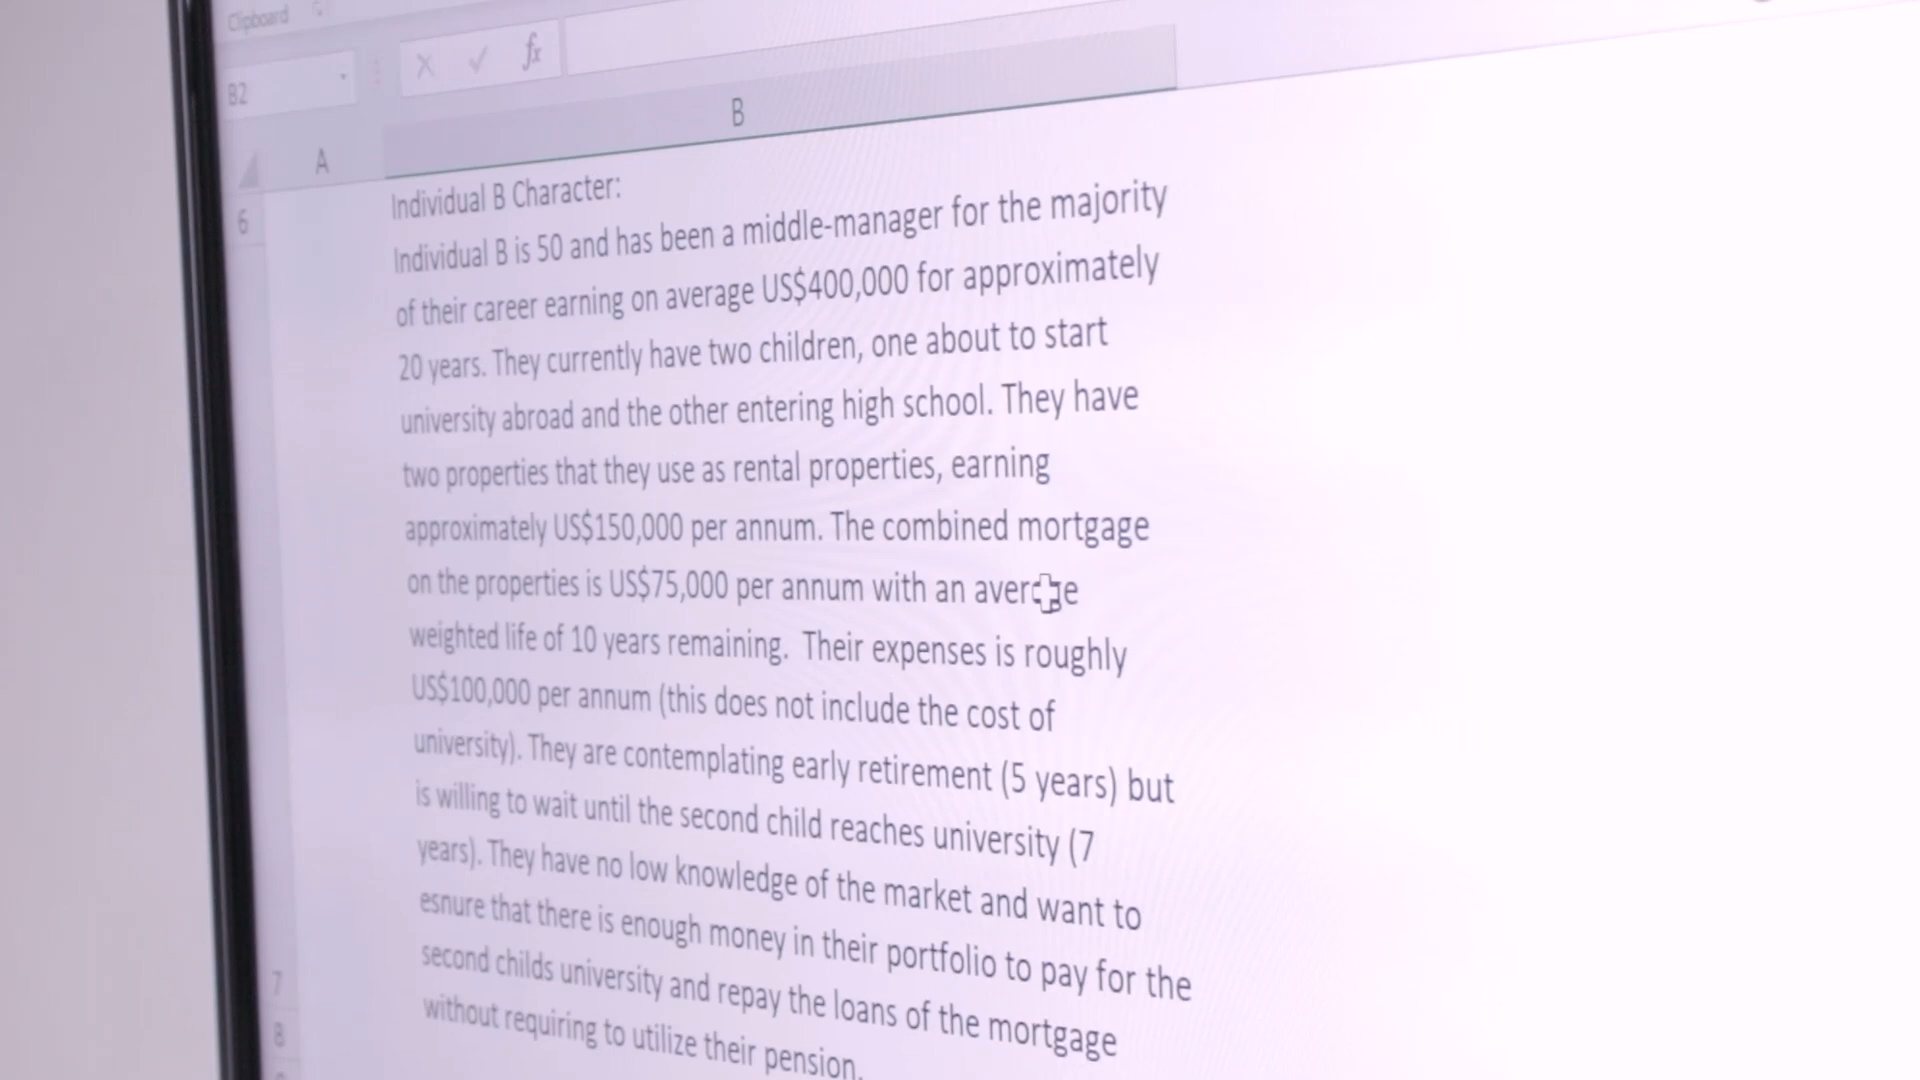 Clipboard
B2
fx
A B
6
Individual B Character:
Individual B is 50 and has been a middle-manager for the majority
of their career earning on average US$400,000 for approximately
20 years. They currently have two children, one about to start
university abroad and the other entering high school. They have
two properties that they use as rental properties, earning
approximately US$150,000 per annum. The combined mortgage
on the properties is US$75,000 per annum with an average
weighted life of 10 years remaining.  Their expenses is roughly
US$100,000 per annum (this does not include the cost of
university). They are contemplating early retirement (5 years) but
is willing to wait until the second child reaches university (7
years). They have no low knowledge of the market and want to
esnure that there is enough money in their portfolio to pay for the
second childs university and repay the loans of the mortgage
without requiring to utilize their pension.
7
8